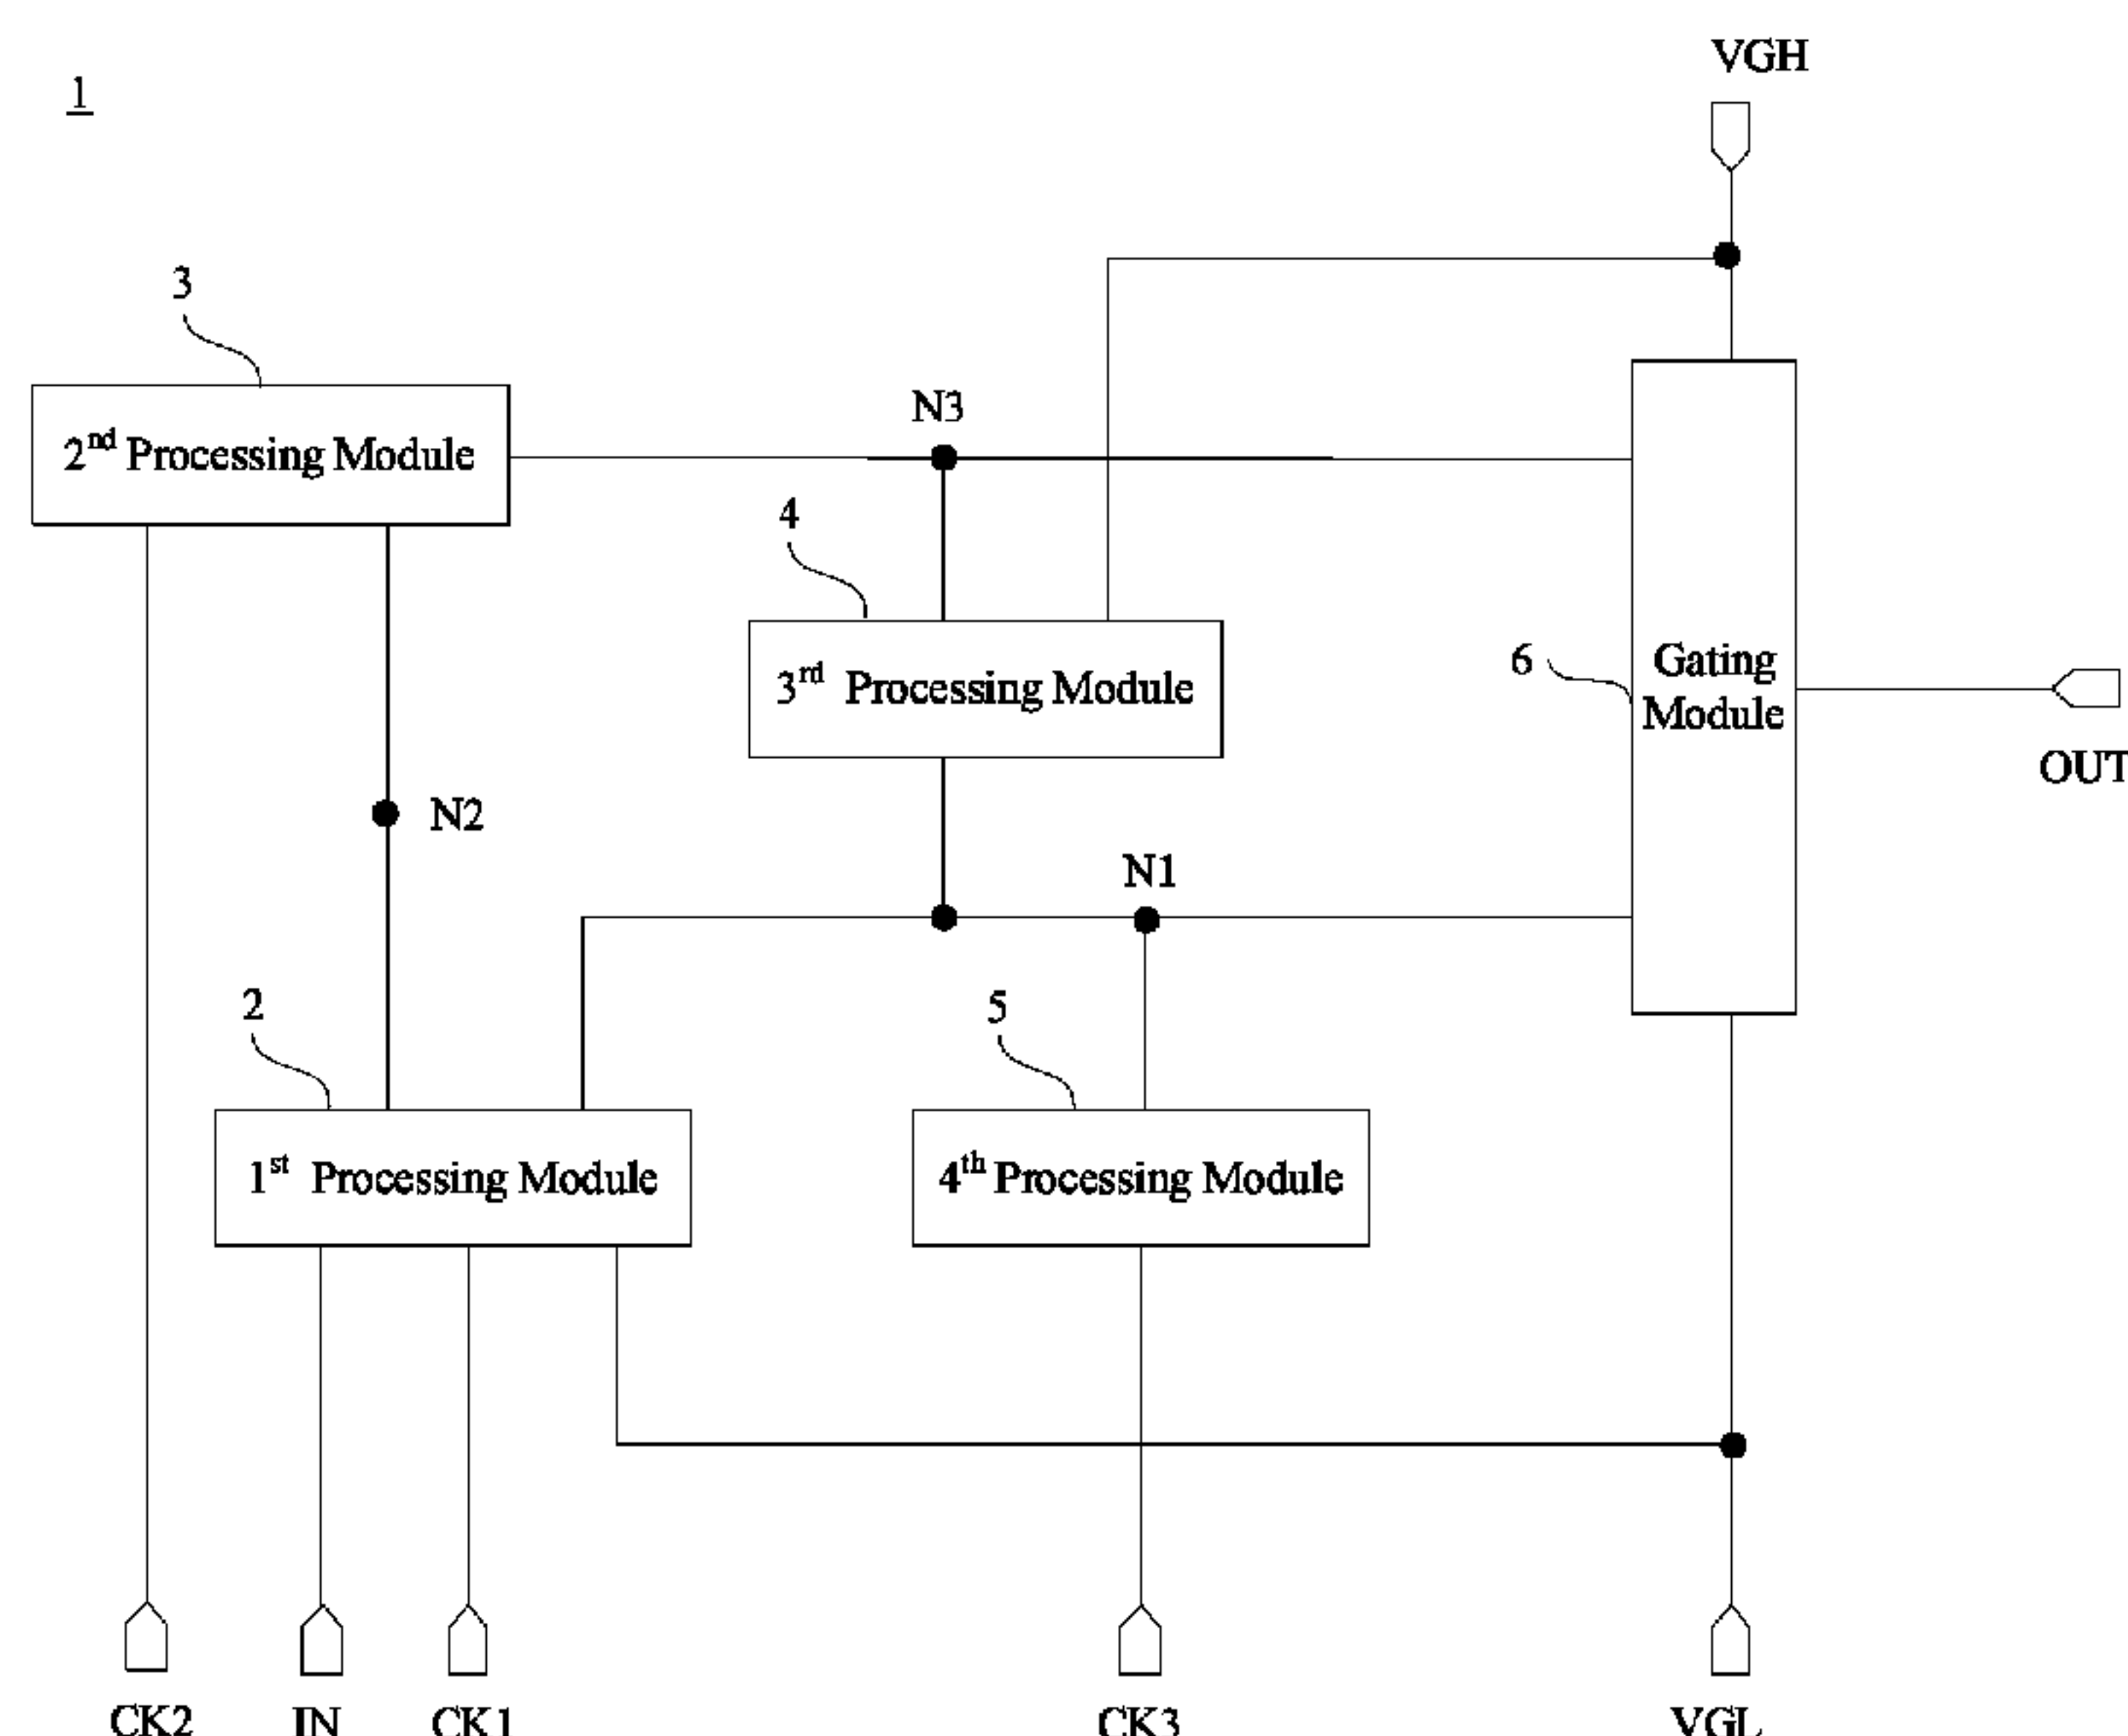 VGH
1
3
2nd Processing Module
N3
4
3rd Processing Module
6
Gating
Module
OUT
N2
N1
2
5
1st Processing Module
4th Processing Module
CK2
IN
CK1
CK3
VGL